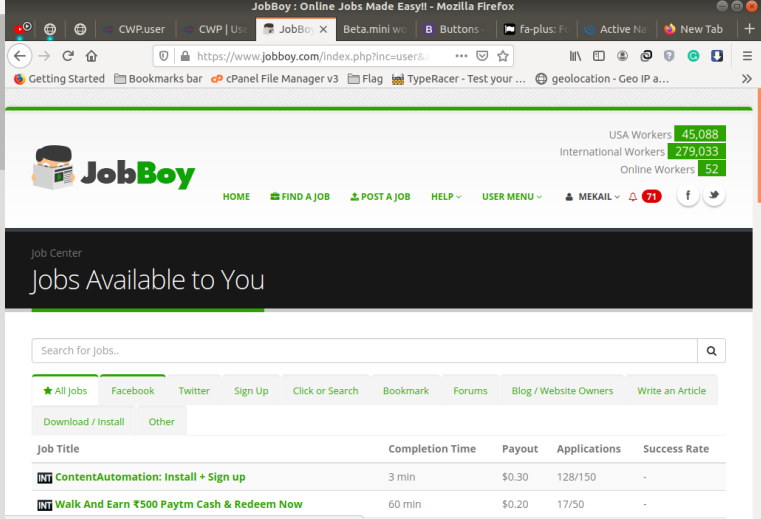 JobBoy : Online Jobs Made Easy!! - Mozilla Firefox
CWP.user
CWP | Use
JobBoy
Beta.mini wo
B Buttons
fa-plus: Fo
Active Na
New Tab
https://www.jobboy.com/index.php?inc=user&
Getting Started
Bookmarks bar
cPanel File Manager v3
Flag
TypeRacer - Test your ...
geolocation - Geo IP a...
USA Workers 45,088
International Workers 279,033
Online Workers 52
JobBoy
HOME
FIND A JOB
POST A JOB
HELP
USER MENU
MEKAIL
71
Job Center
Jobs Available to You
Search for Jobs..
All Jobs
Facebook
Twitter
Sign Up
Click or Search
Bookmark
Forums
Blog / Website Owners
Write an Article
Download / Install
Other
Job Title Completion Time Payout Applications Success Rate
INT ContentAutomation: Install + Sign up 3 min $0.30 128/150 -
INT Walk And Earn ₹500 Paytm Cash & Redeem Now 60 min $0.20 17/50 -